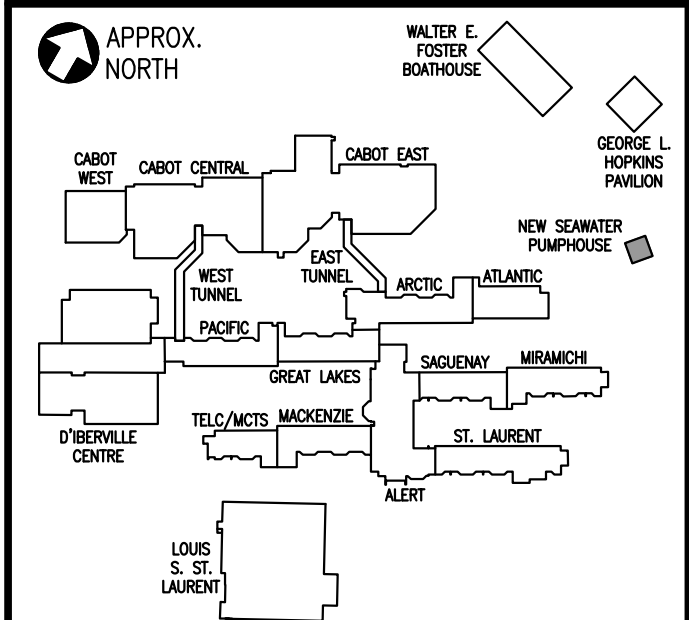 APPROX.
NORTH
WALTER E.
FOSTER
BOATHOUSE
GEORGE L.
HOPKINS
PAVILION
CABOT
WEST
CABOT CENTRAL
CABOT EAST
NEW SEAWATER
PUMPHOUSE
WEST
TUNNEL
EAST
TUNNEL
ARCTIC
ATLANTIC
PACIFIC
GREAT LAKES
SAGUENAY
MIRAMICHI
D'IBERVILLE
CENTRE
TELC/MCTS
MACKENZIE
ST. LAURENT
ALERT
LOUIS
S. ST.
LAURENT